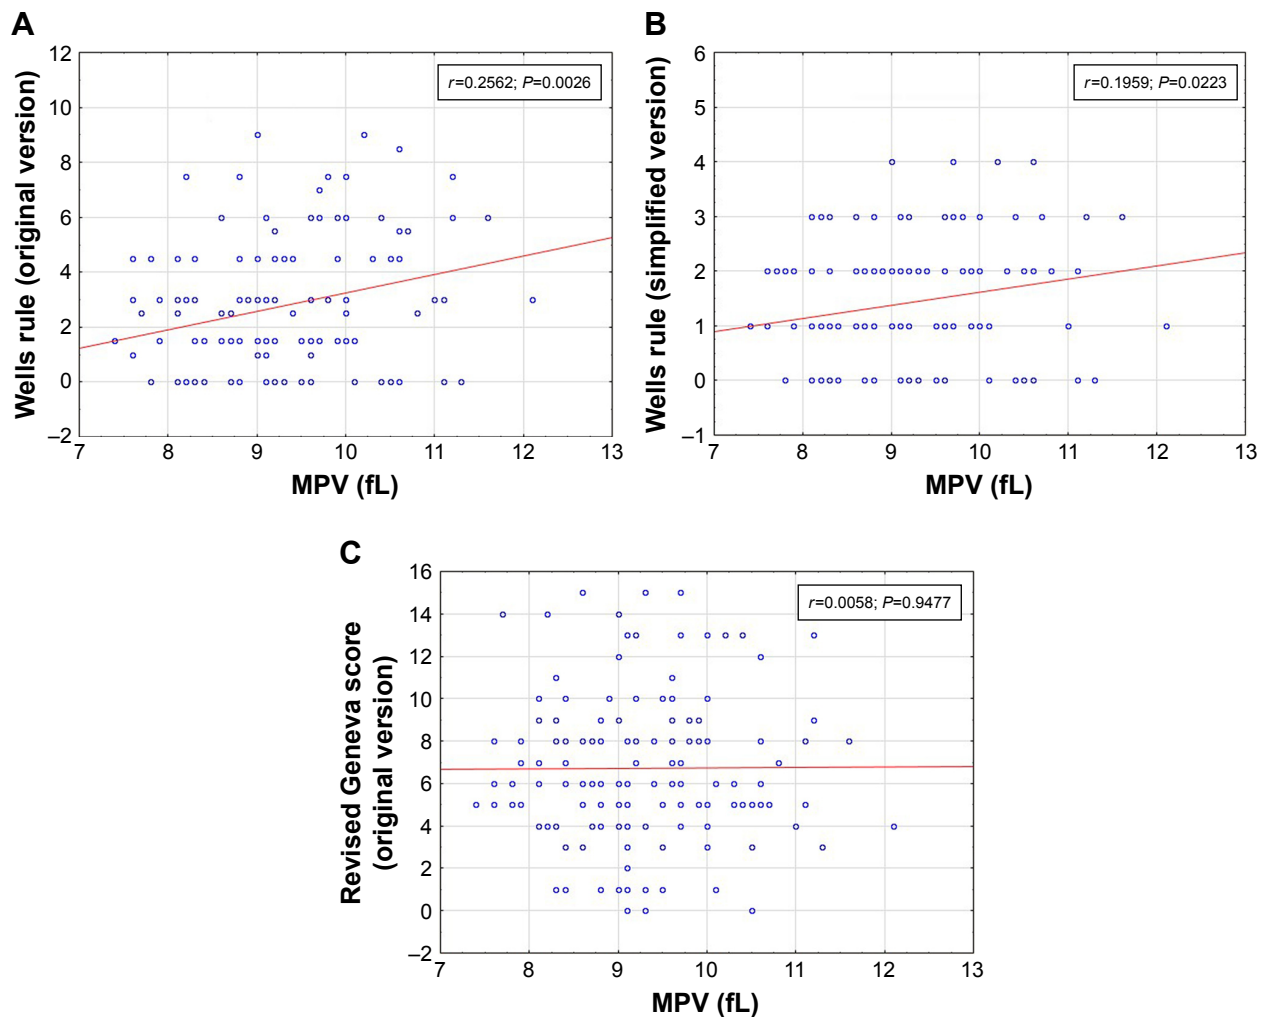 A
Wells rule (original version)
12
10
8
6
4
2
0
–2
r=0.2562; P=0.0026
7 8 9 10 11 12 13
MPV (fL)
B
Wells rule (simplified version)
6
5
4
3
2
1
0
–1
r=0.1959; P=0.0223
7 8 9 10 11 12 13
MPV (fL)
C
Revised Geneva score
(original version)
16
14
12
10
8
6
4
2
0
–2
r=0.0058; P=0.9477
7 8 9 10 11 12 13
MPV (fL)